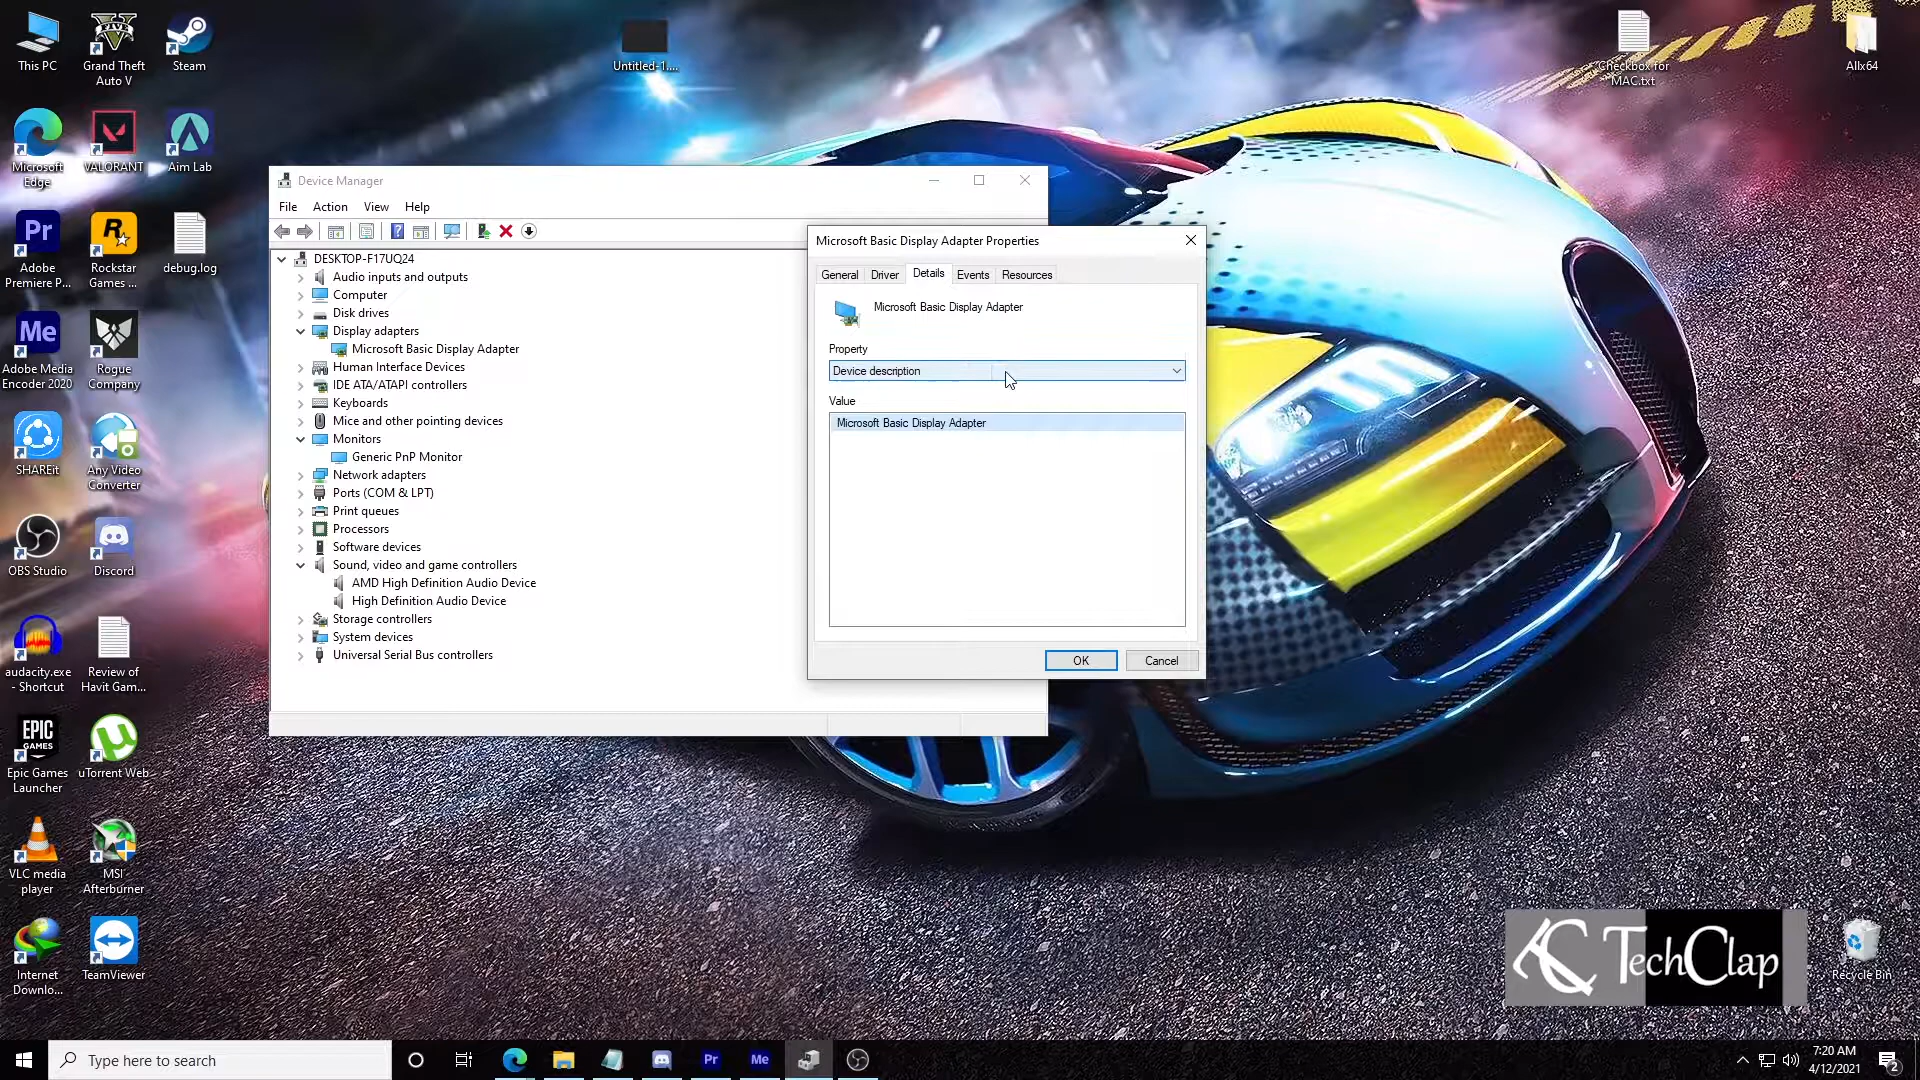 This PC
Grand Theft
Auto V
Steam
Untitled-1....
Checkbox for
MAC.txt
Allx64
Microsoft
Edge
VALORANT
Aim Lab
Pr
Adobe
Premiere P...
R
Rockstar
Games ...
debug.log
Me
Adobe Media
Encoder 2020
Rogue
Company
SHAREit
Any Video
Converter
OBS Studio
Discord
audacity.exe
- Shortcut
Review of
Havit Gam...
EPIC
GAMES
Epic Games
Launcher
uTorrent Web
VLC media
player
MSI
Afterburner
Internet
Downlo...
TeamViewer
Device Manager
File Action View Help
DESKTOP-F17UQ24
Audio inputs and outputs
Computer
Disk drives
Display adapters
Microsoft Basic Display Adapter
Human Interface Devices
IDE ATA/ATAPI controllers
Keyboards
Mice and other pointing devices
Monitors
Generic PnP Monitor
Network adapters
Ports (COM & LPT)
Print queues
Processors
Software devices
Sound, video and game controllers
AMD High Definition Audio Device
High Definition Audio Device
Storage controllers
System devices
Universal Serial Bus controllers
Microsoft Basic Display Adapter Properties
General Driver Details Events Resources
Microsoft Basic Display Adapter
Property
Device description
Value
Microsoft Basic Display Adapter
OK Cancel
TechClap
Recycle Bin
Type here to search
Pr
Me
7:20 AM
4/12/2021
2